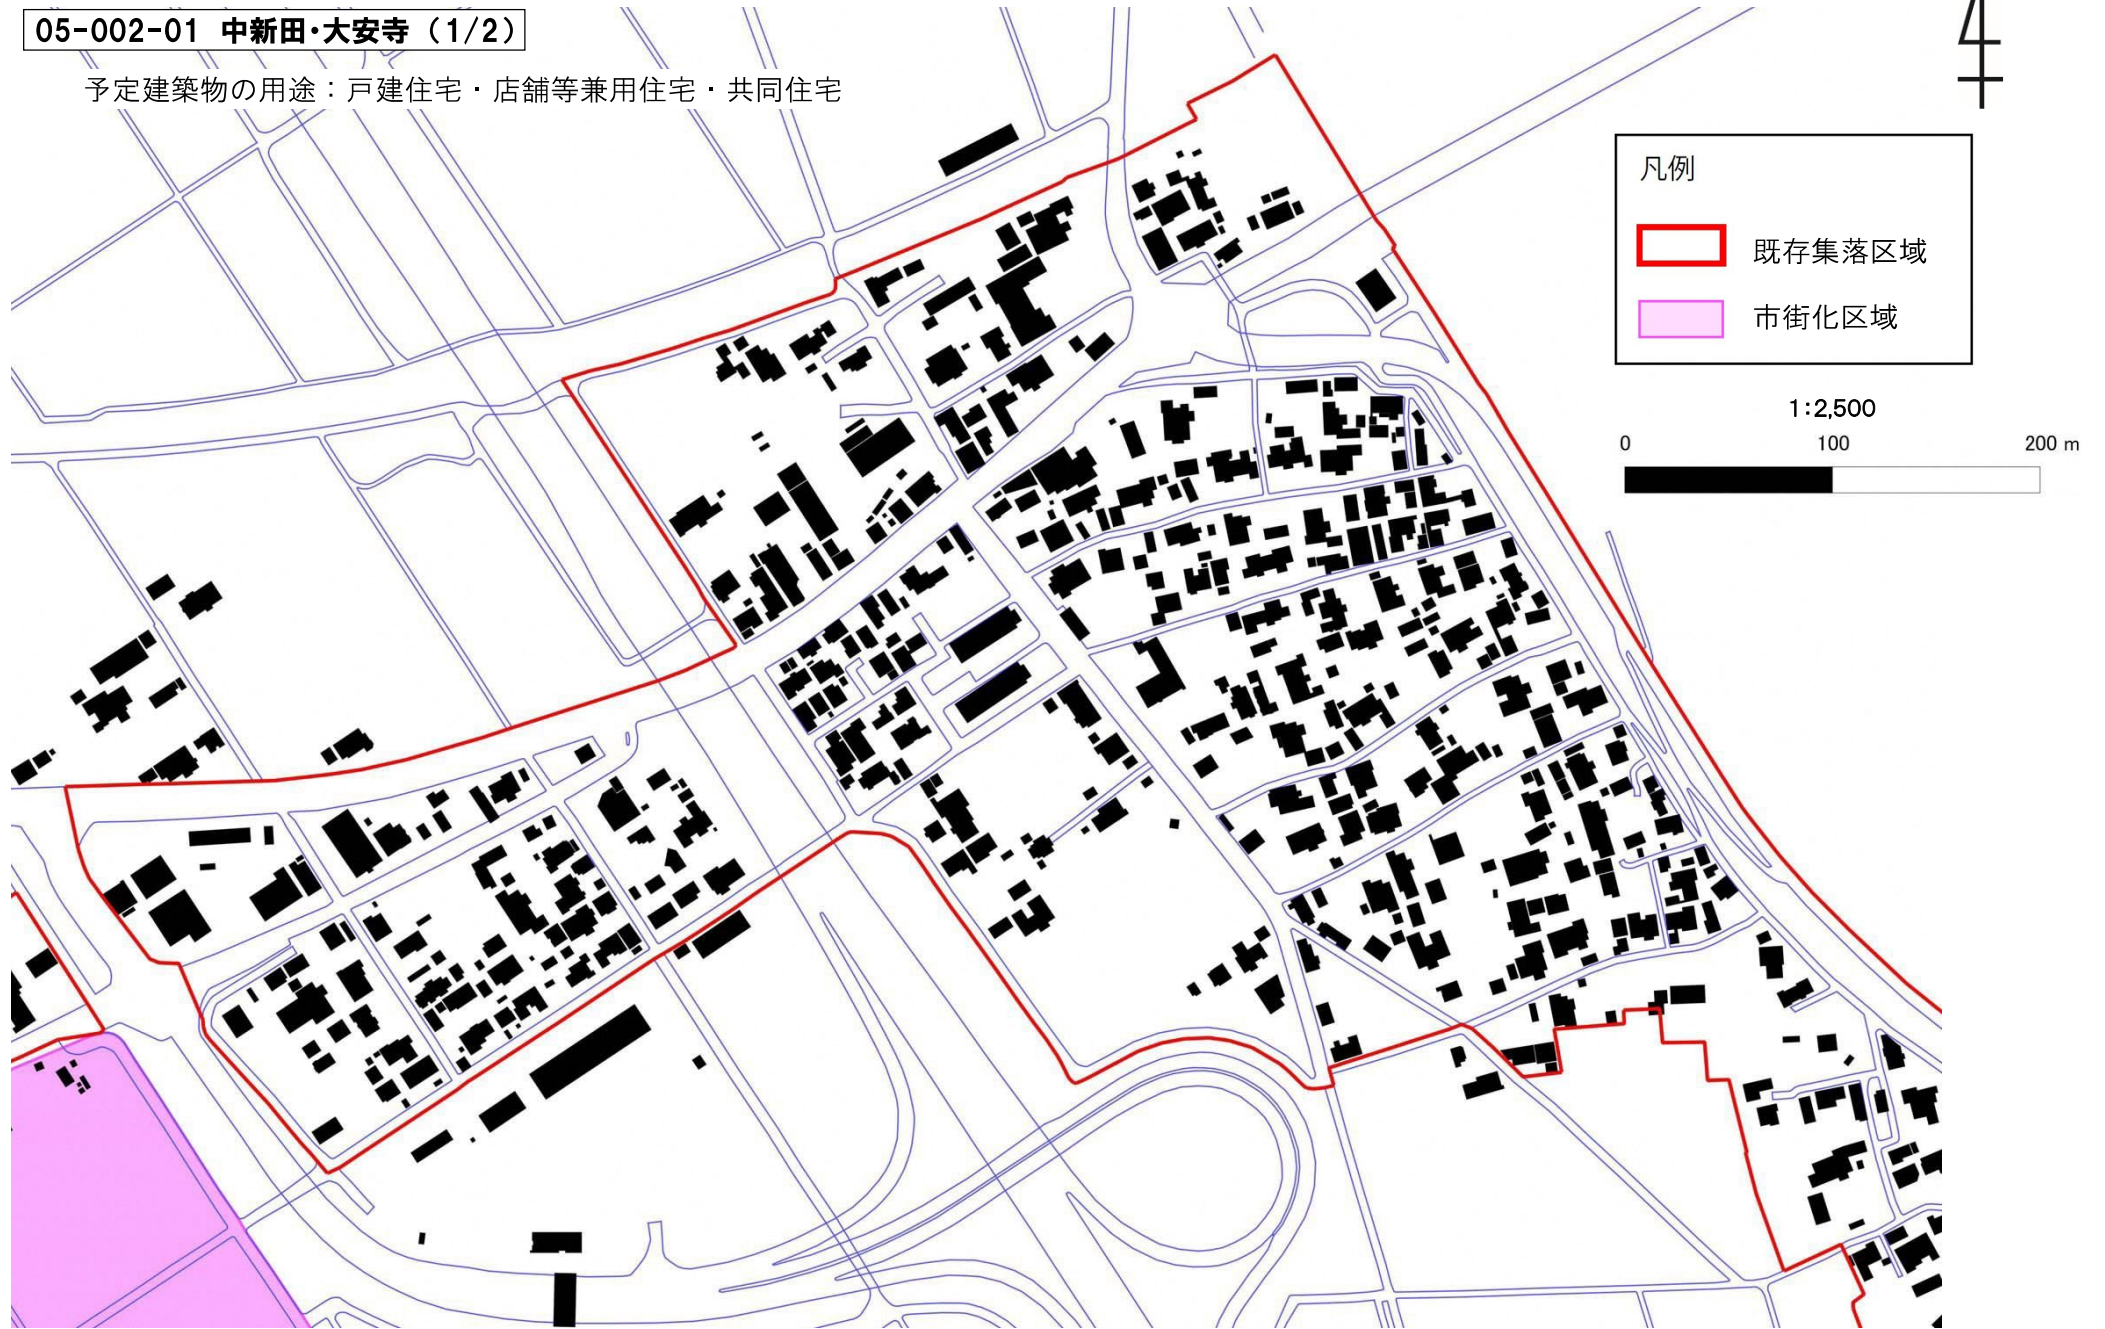 05-002-01 中新田・大安寺（1/2）
予定建築物の用途：戸建住宅・店舗等兼用住宅・共同住宅
凡例
既存集落区域
市街化区域
1:2,500
0 100 200 m